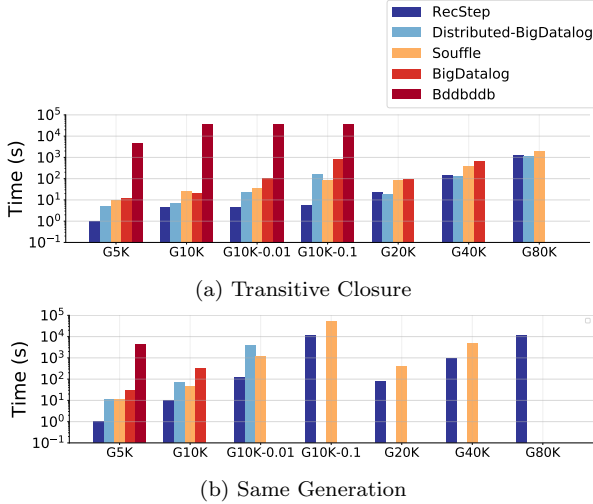 RecStep
Distributed-BigDatalog
Souffle
BigDatalog
Bddbddb
Time (s)
10^5
10^4
10^3
10^2
10^1
10^0
10^-1
G5K G10K G10K-0.01 G10K-0.1 G20K G40K G80K
(a) Transitive Closure
Time (s)
10^5
10^4
10^3
10^2
10^1
10^0
10^-1
G5K G10K G10K-0.01 G10K-0.1 G20K G40K G80K
(b) Same Generation